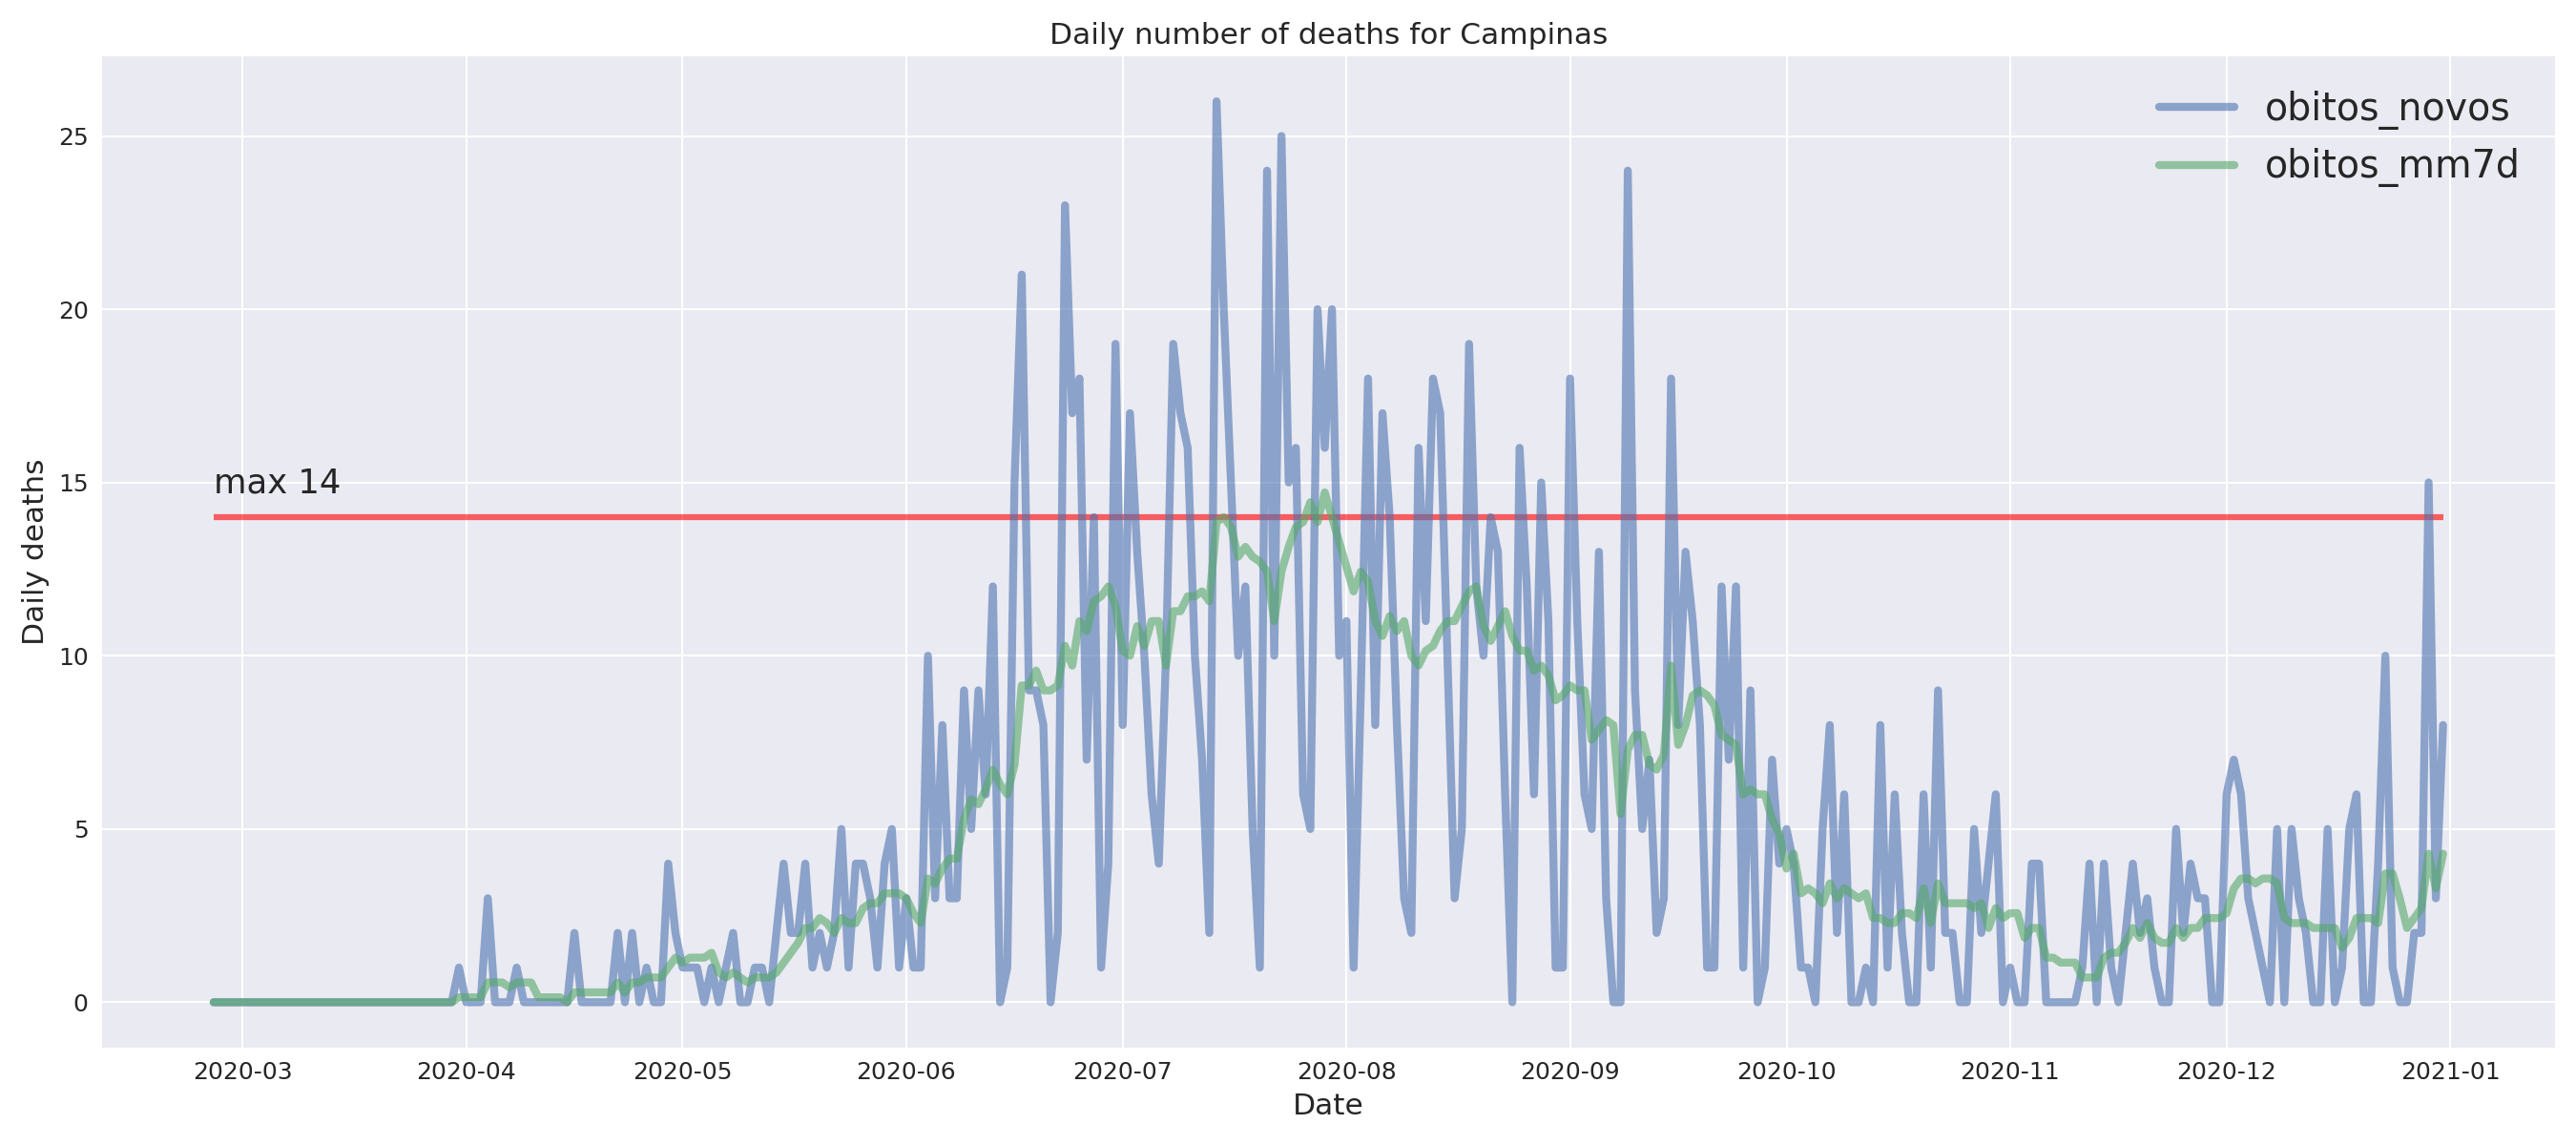 Daily number of deaths for Campinas
obitos_novos
obitos_mm7d
max 14
Daily deaths
25
20
15
10
5
0
2020-03 2020-04 2020-05 2020-06 2020-07 2020-08 2020-09 2020-10 2020-11 2020-12 2021-01
Date